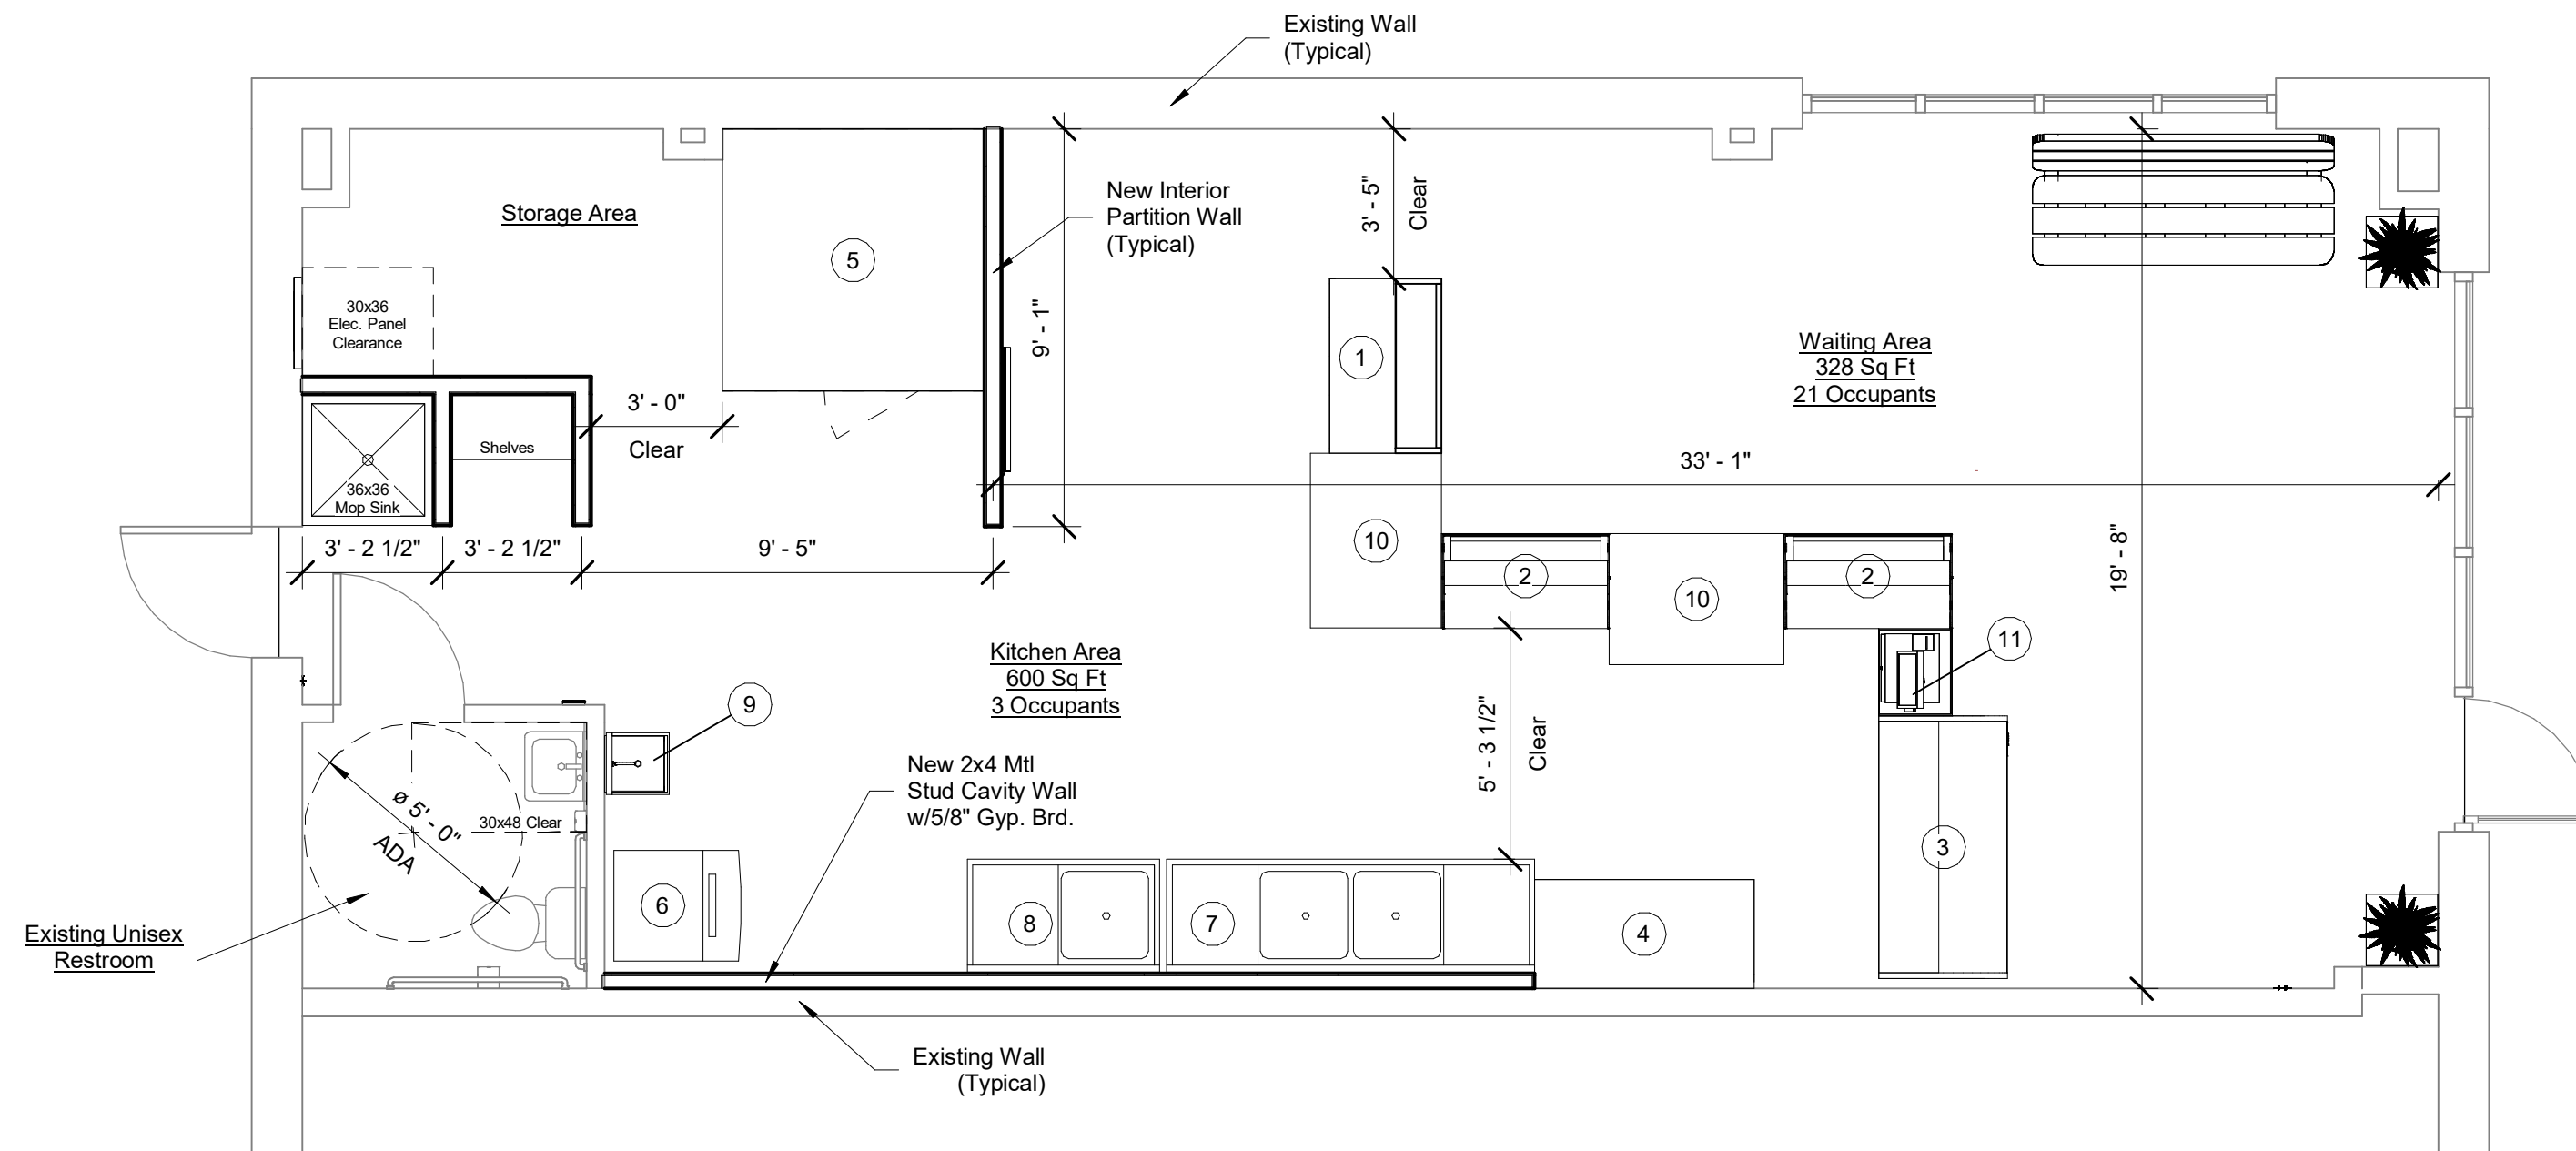 Existing Wall
(Typical)
3' - 5"
Clear
New Interior
Partition Wall
(Typical)
Storage Area
5
9' - 1"
30x36
Elec. Panel
Clearance
1
Waiting Area
328 Sq Ft
21 Occupants
3' - 0"
Clear
Shelves
36x36
Mop Sink
33' - 1"
3' - 2 1/2"
3' - 2 1/2"
9' - 5"
10
2
10
2
19' - 8"
11
Kitchen Area
600 Sq Ft
3 Occupants
9
5' - 3 1/2"
Clear
New 2x4 Mtl
Stud Cavity Wall
w/5/8" Gyp. Brd.
ø 5' - 0"
ADA
30x48 Clear
3
6
8
7
4
Existing Unisex
Restroom
Existing Wall
(Typical)